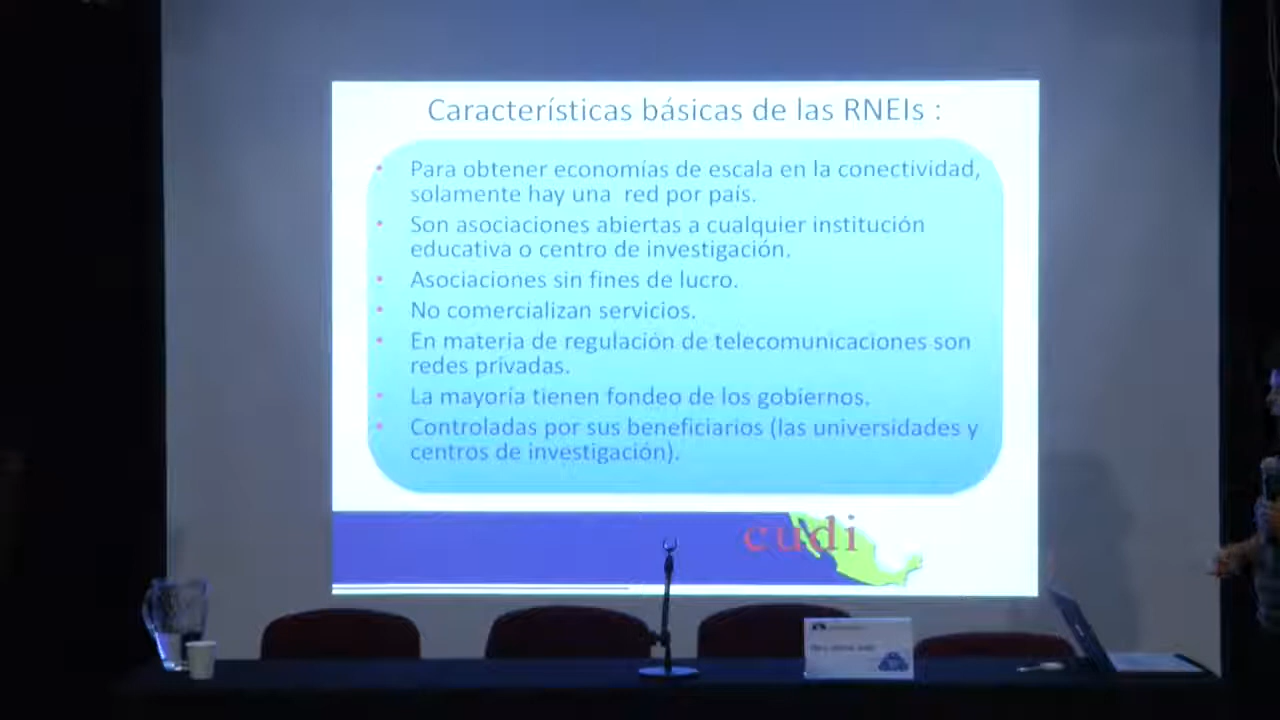 Características básicas de las RNEIs :
• Para obtener economías de escala en la conectividad,
solamente hay una red por país.
• Son asociaciones abiertas a cualquier institución
educativa o centro de investigación.
• Asociaciones sin fines de lucro.
• No comercializan servicios.
• En materia de regulación de telecomunicaciones son
redes privadas.
• La mayoría tienen fondeo de los gobiernos.
• Controladas por sus beneficiarios (las universidades y
centros de investigación).
cudi